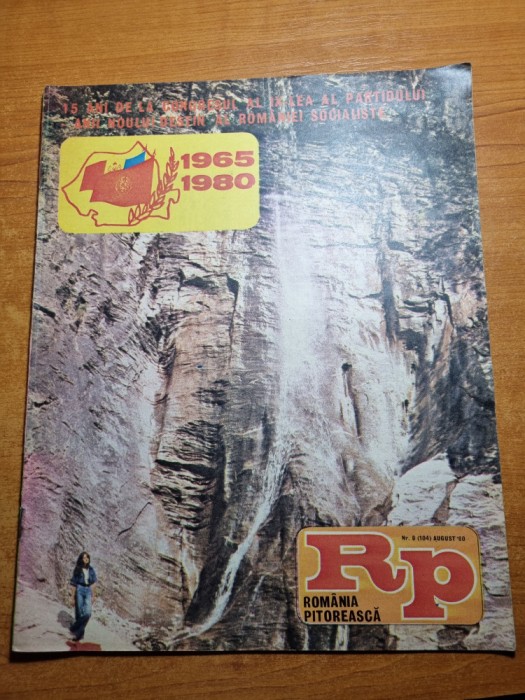 15 ANI DE LA CONGRESUL AL IX-LEA AL PARTIDULUI
ANII NOULUI DESTIN AL ROMÂNIEI SOCIALISTE
1965
1980
Nr. 8 (104) AUGUST '80
Rp
ROMÂNIA
PITOREASCĂ